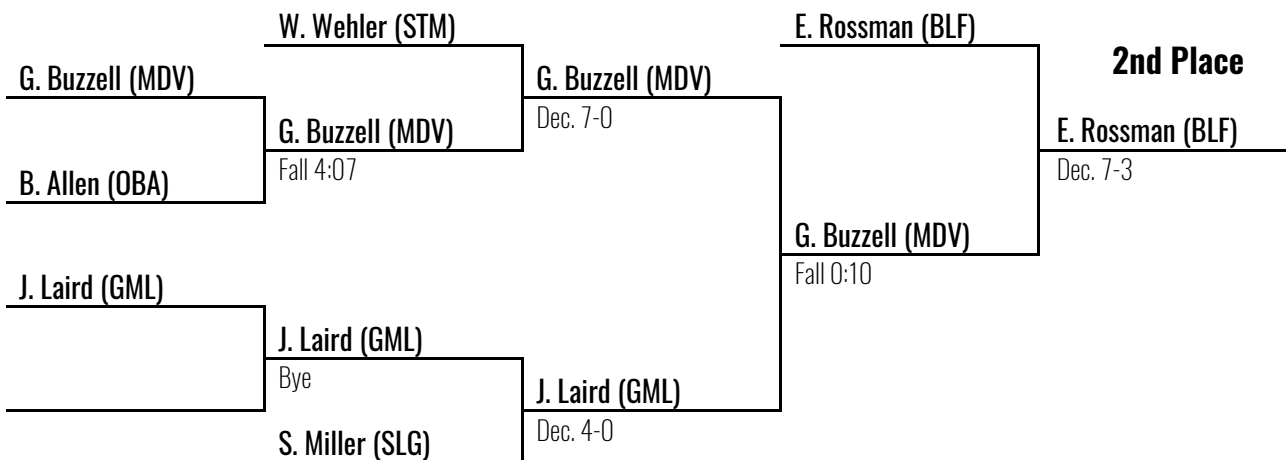 W. Wehler (STM)
E. Rossman (BLF)
2nd Place
G. Buzzell (MDV)
G. Buzzell (MDV)
Dec. 7-0
G. Buzzell (MDV)
Fall 4:07
E. Rossman (BLF)
Dec. 7-3
B. Allen (OBA)
G. Buzzell (MDV)
Fall 0:10
J. Laird (GML)
J. Laird (GML)
Bye
J. Laird (GML)
Dec. 4-0
S. Miller (SLG)